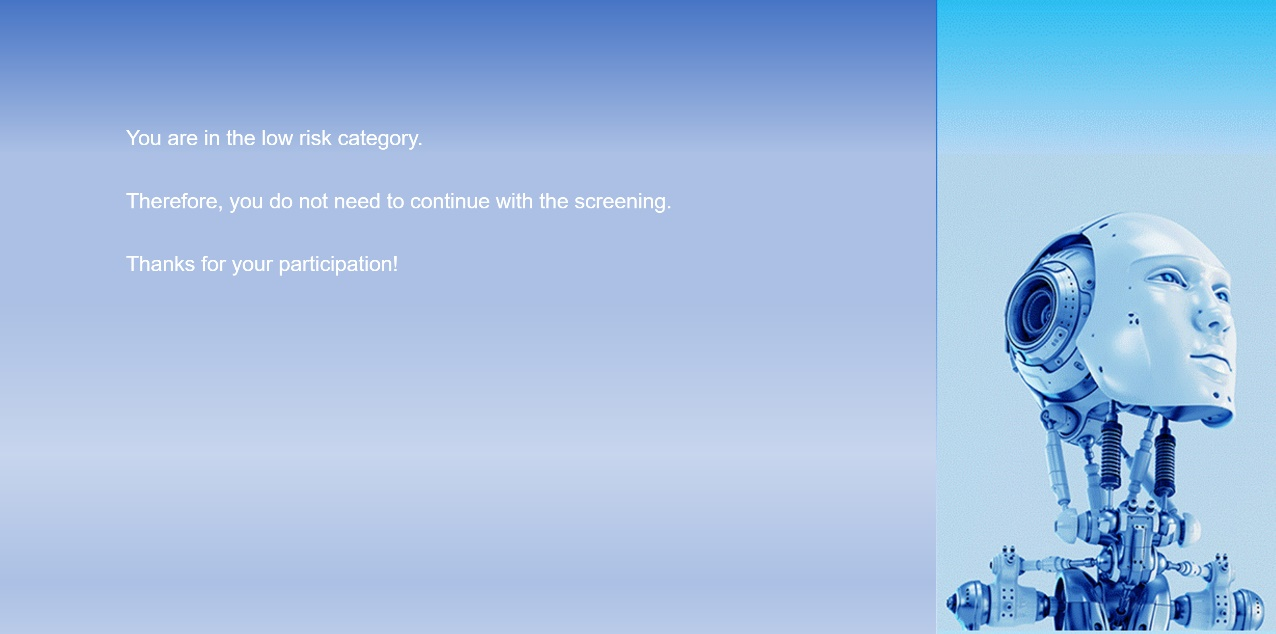 You are in the low risk category.
Therefore, you do not need to continue with the screening.
Thanks for your participation!